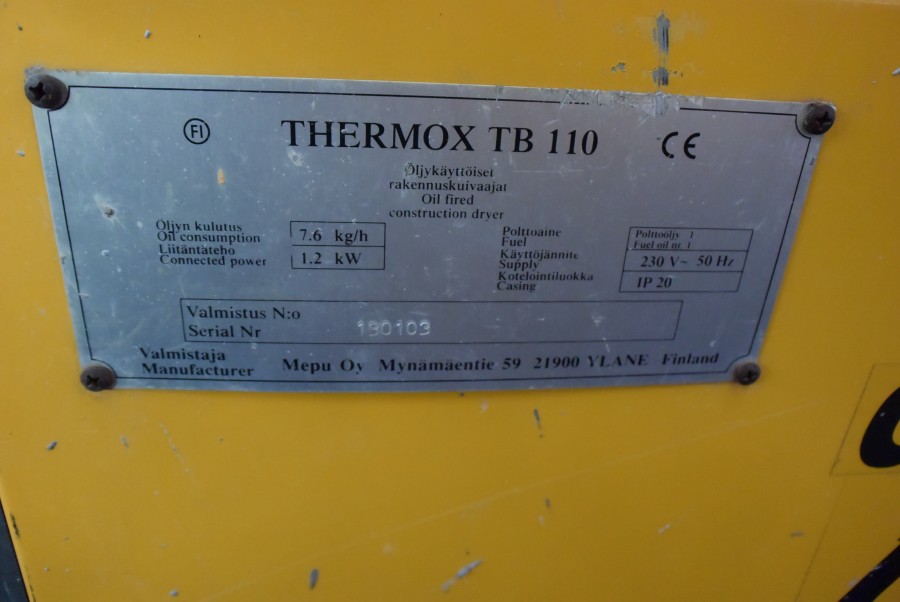 FI THERMOX TB 110 CE
Öljykäyttöiset
rakennuskuivaajat
Oil fired
construction dryer
Öljyn kulutus
Oil consumption
7.6 kg/h
Liitäntäteho
Connected power
1.2 kW
Polttoaine
Fuel
Polttoöljy 1
Fuel oil nr. 1
Käyttöjännite
Supply
230 V~ 50 Hz
Kotelointiluokka
Casing
IP 20
Valmistus N:o
Serial Nr 190103
Valmistaja
Manufacturer
Mepu Oy Mynämäentie 59 21900 YLANE Finland